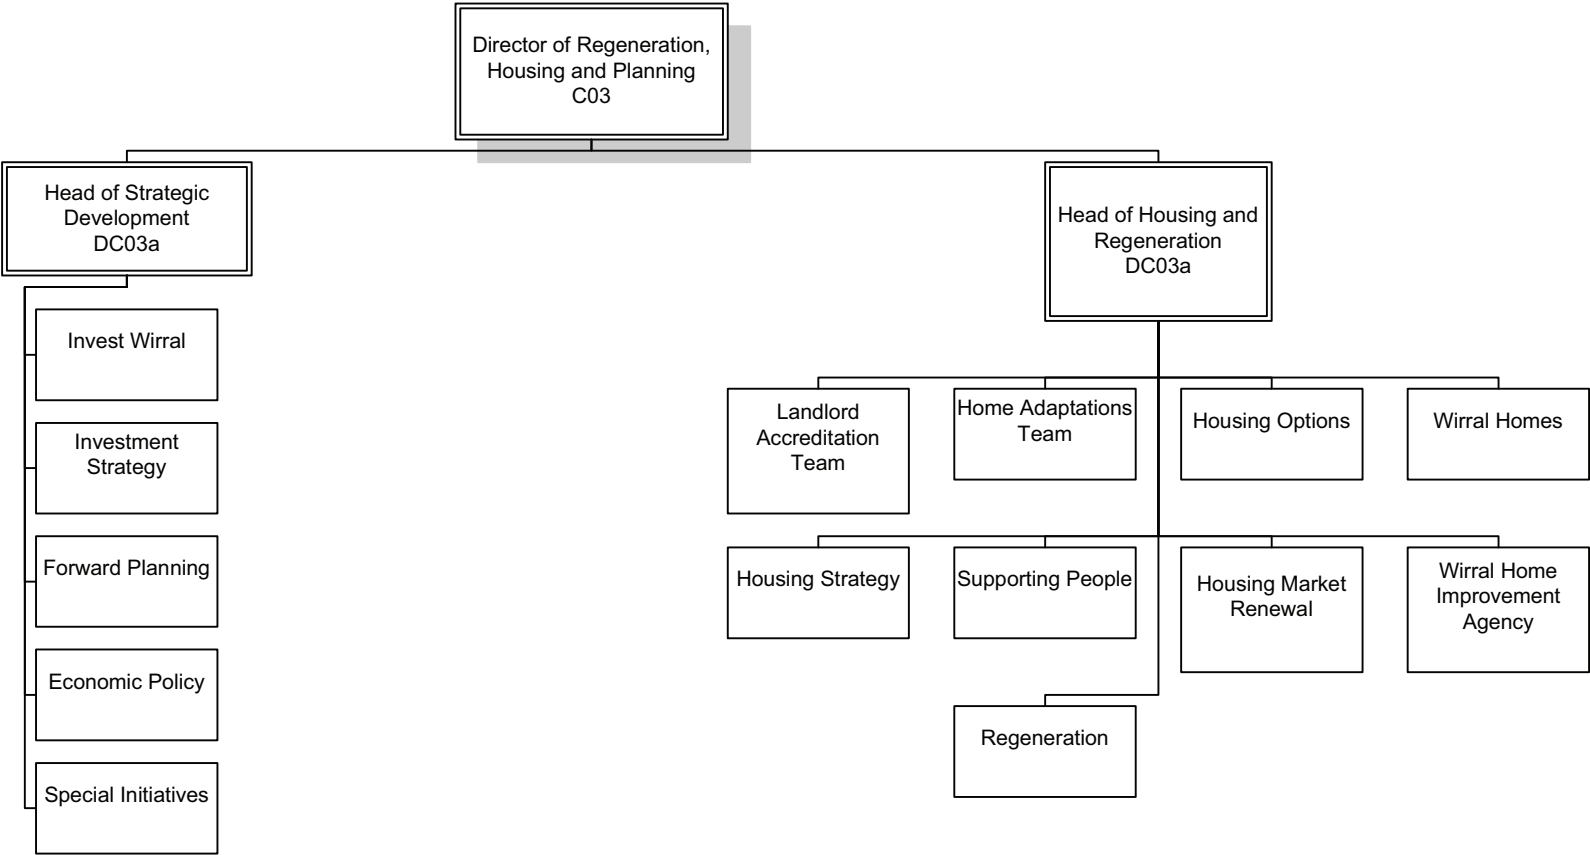 Director of Regeneration,
Housing and Planning
C03
Head of Strategic
Development
DC03a
Head of Housing and
Regeneration
DC03a
Invest Wirral
Investment
Strategy
Forward Planning
Economic Policy
Special Initiatives
Landlord
Accreditation
Team
Home Adaptations
Team
Housing Options
Wirral Homes
Housing Strategy
Supporting People
Housing Market
Renewal
Wirral Home
Improvement
Agency
Regeneration